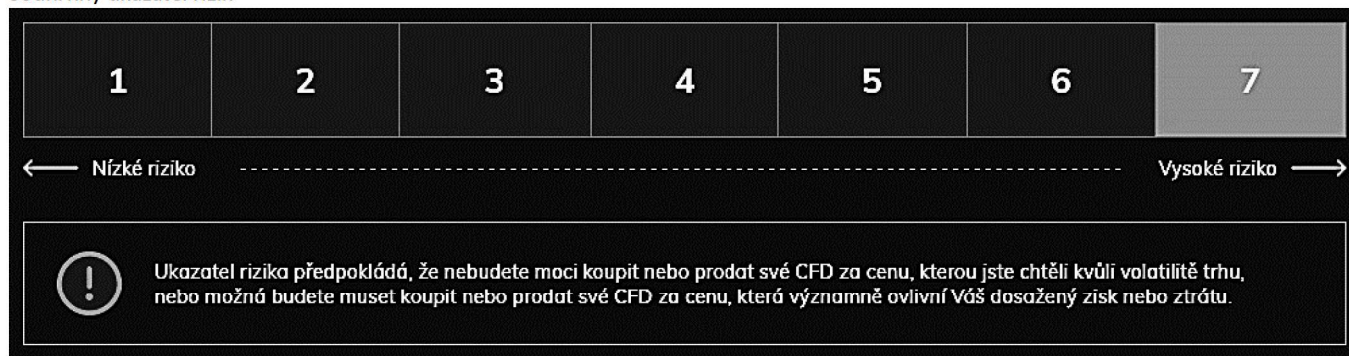 1 2 3 4 5 6 7
Nízké riziko Vysoké riziko
Ukazatel rizika předpokládá, že nebudete moci koupit nebo prodat své CFD za cenu, kterou jste chtěli kvůli volatilitě trhu,
nebo možná budete muset koupit nebo prodat své CFD za cenu, která významně ovlivní Váš dosažený zisk nebo ztrátu.